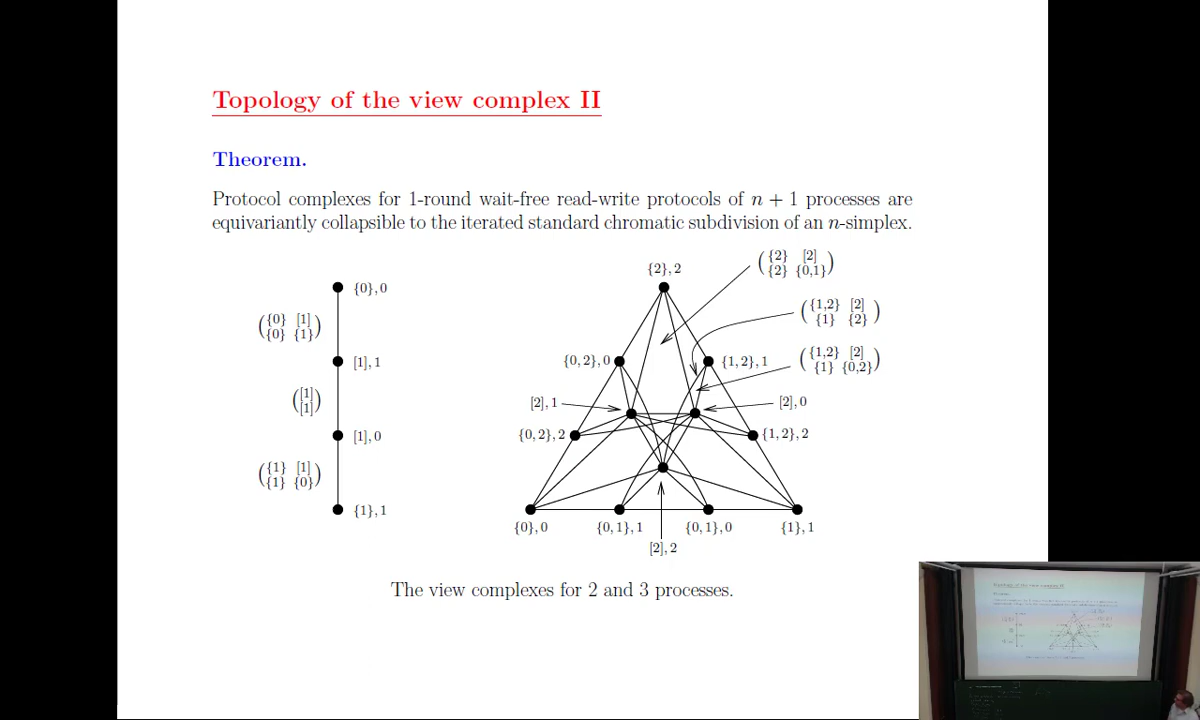 Topology of the view complex II
Theorem.
Protocol complexes for 1-round wait-free read-write protocols of n + 1 processes are
equivariantly collapsible to the iterated standard chromatic subdivision of an n-simplex.
{0}, 0
({0} [1]
{0} {1})
[1], 1
([1]
[1])
[1], 0
({1} [1]
{1} {0})
{1}, 1
{2}, 2
({2} [2]
{2} {0,1})
({1,2} [2]
{1} {2})
({1,2} [2]
{1} {0,2})
{0, 2}, 0
{1, 2}, 1
[2], 1
[2], 0
{0, 2}, 2
{1, 2}, 2
{0}, 0
{0, 1}, 1
{0, 1}, 0
{1}, 1
[2], 2
The view complexes for 2 and 3 processes.